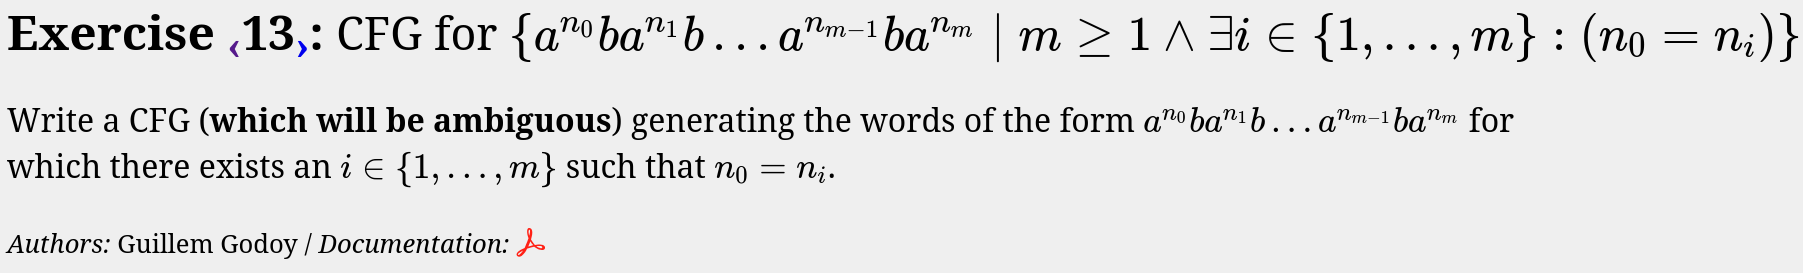 Exercise ‹13›: CFG for {a^{n_0}ba^{n_1}b…a^{n_{m−1}}ba^{n_m} | m ≥ 1 ∧ ∃i ∈ {1,…,m} : (n_0 = n_i)}
Write a CFG (which will be ambiguous) generating the words of the form a^{n_0}ba^{n_1}b…a^{n_{m−1}}ba^{n_m} for
which there exists an i ∈ {1,…,m} such that n_0 = n_i.
Authors: Guillem Godoy / Documentation: